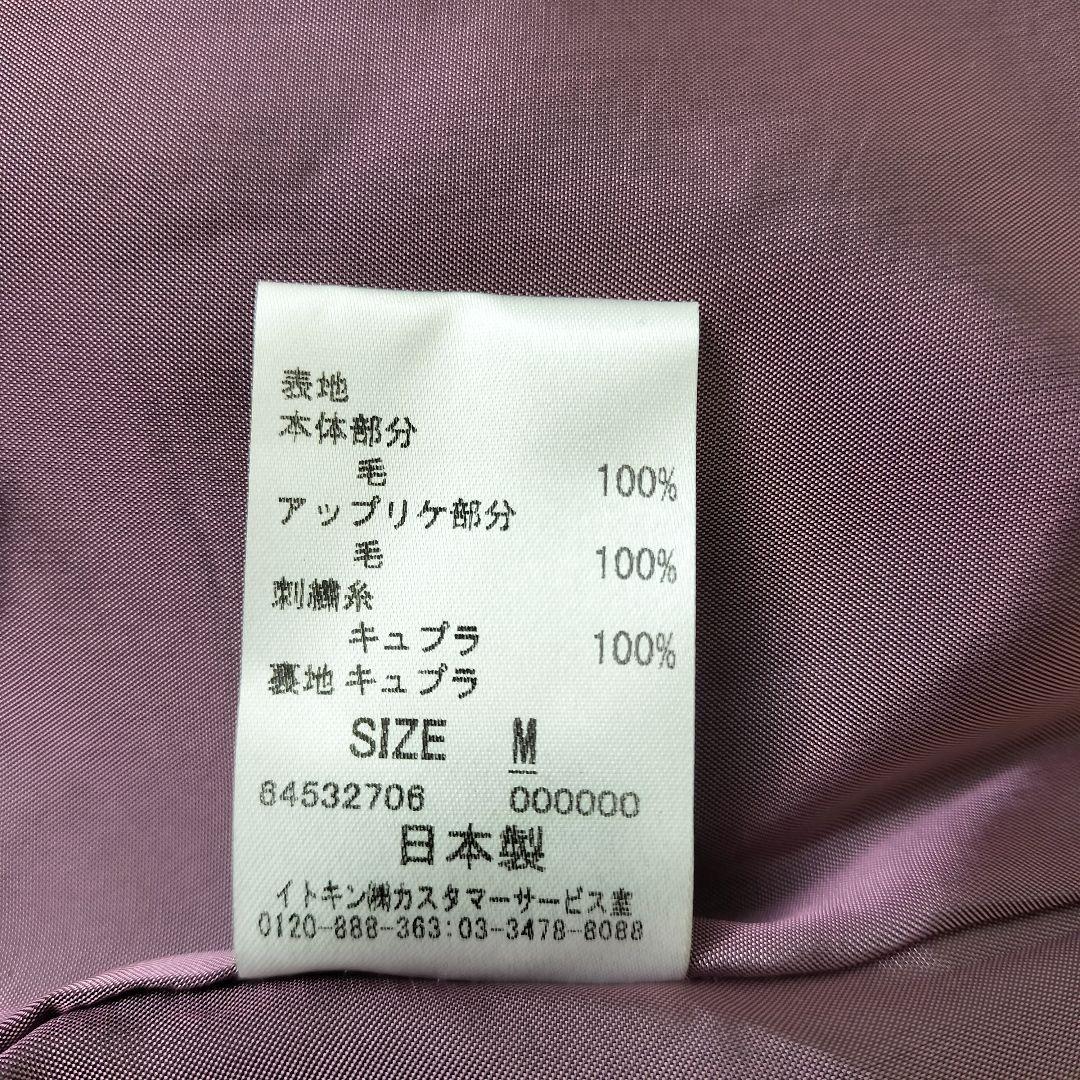 表地
本体部分
毛 100%
アップリケ部分
毛 100%
刺繍糸
キュプラ 100%
裏地 キュプラ
SIZE M
64532706 000000
日本製
イトキン㈱カスタマーサービス室
0120-888-363:03-3478-8088